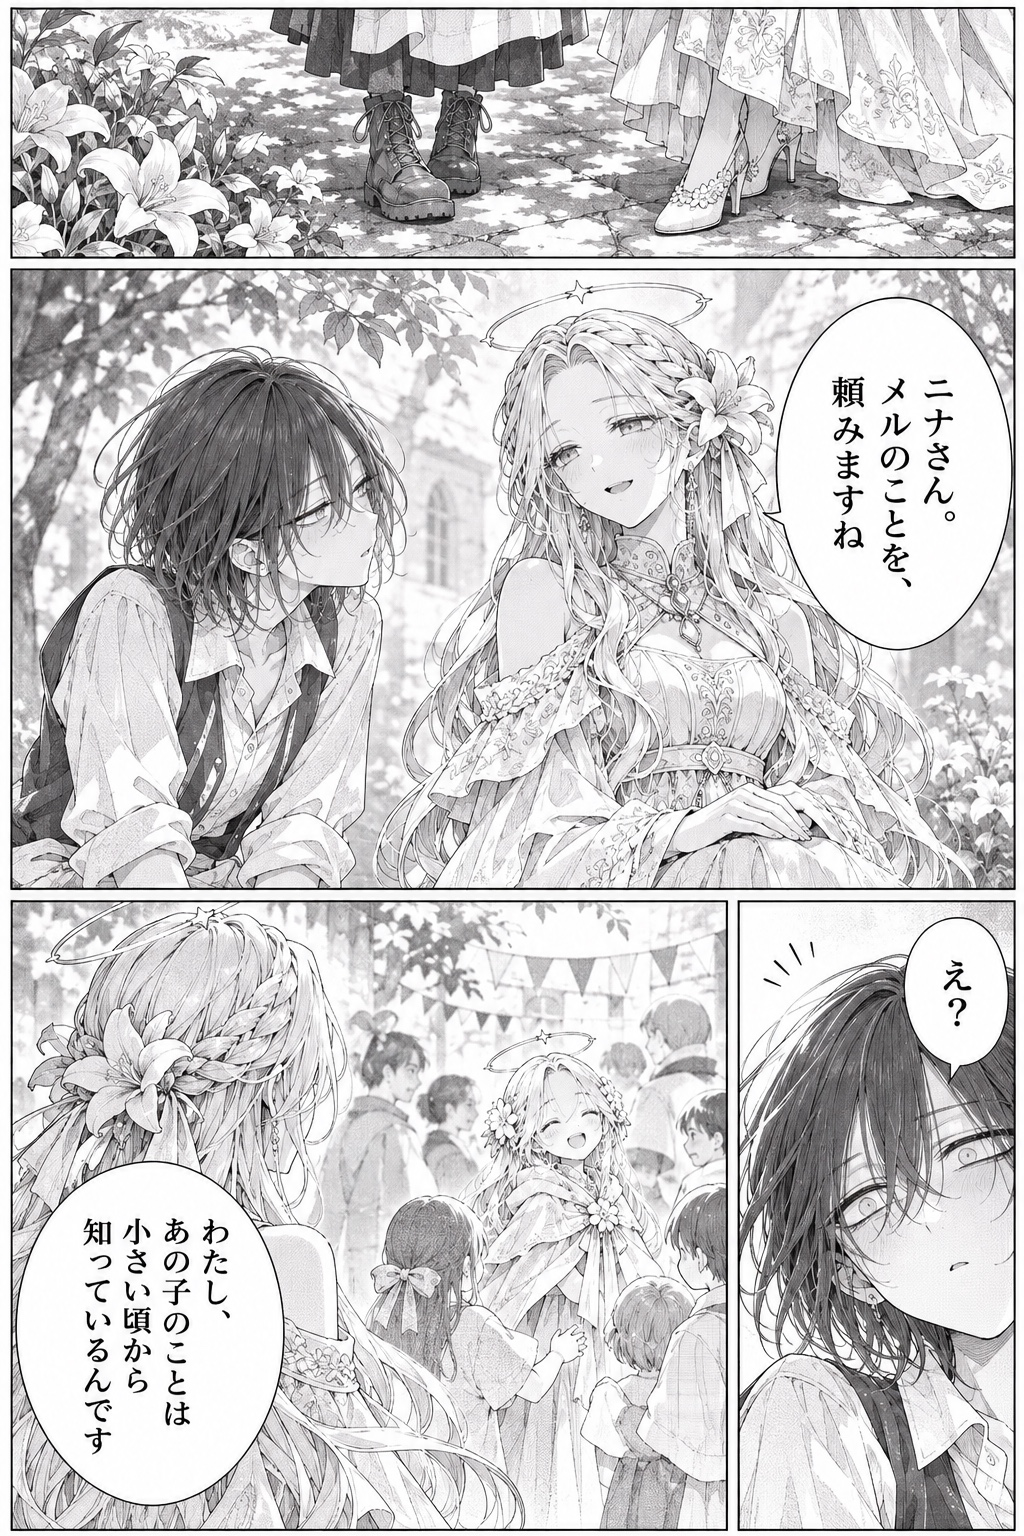 ニナさん。
メルのことを、
頼みますね
え？
わたし、
あの子のことは
小さい頃から
知っているんです